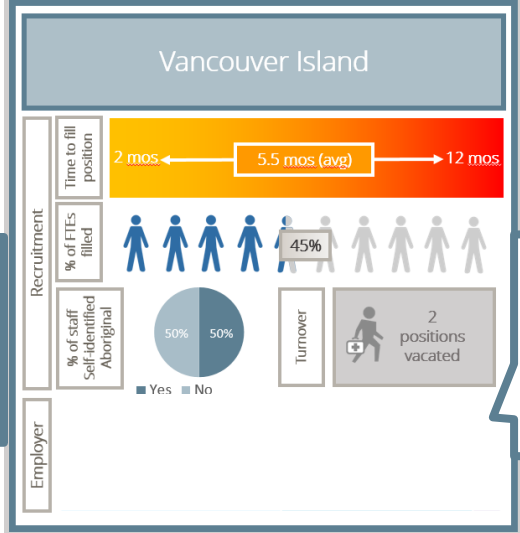 Vancouver Island
Recruitment
Time to fill
position
2 mos
5.5 mos (avg)
12 mos
% of FTEs
filled
45%
% of staff
Self-identified
Aboriginal
50%
50%
Yes
No
Turnover
2
positions
vacated
Employer